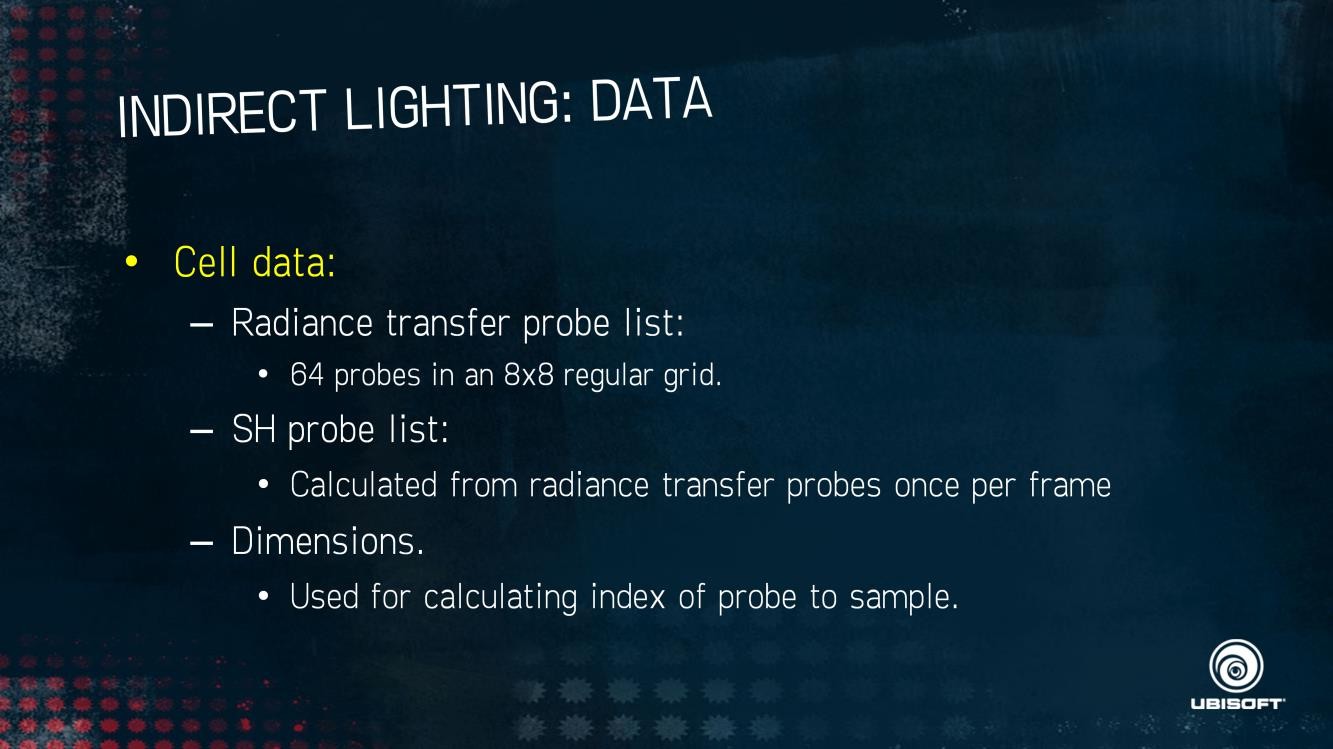 INDIRECT LIGHTING: DATA
• Cell data:
– Radiance transfer probe list:
• 64 probes in an 8x8 regular grid.
– SH probe list:
• Calculated from radiance transfer probes once per frame
– Dimensions.
• Used for calculating index of probe to sample.
UBISOFT